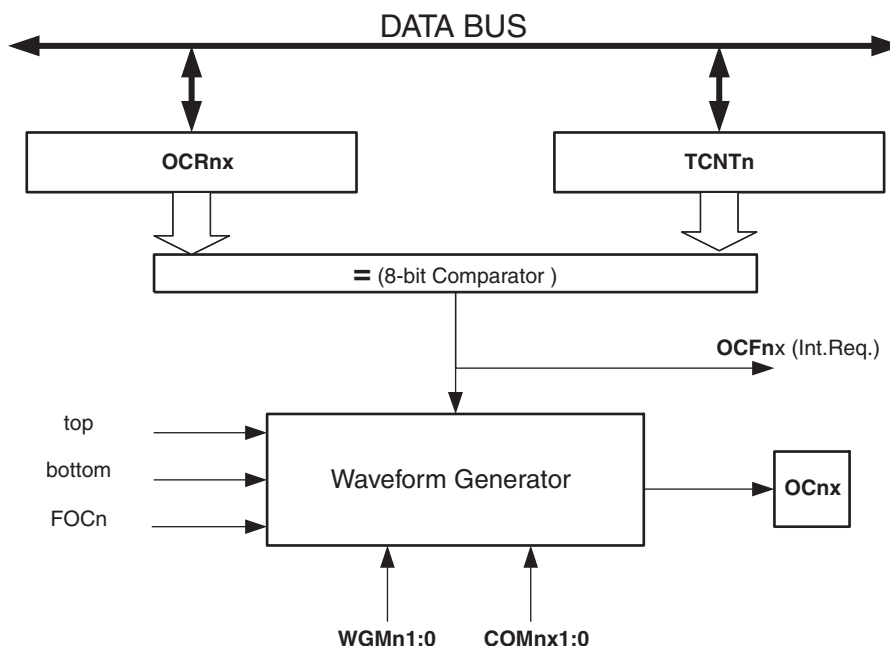 DATA BUS
OCRnx
TCNTn
= (8-bit Comparator )
OCFnx (Int.Req.)
top
bottom
FOCn
Waveform Generator
OCnx
WGMn1:0
COMnx1:0